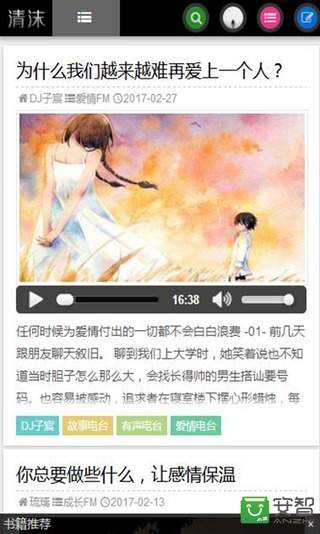 清沫
为什么我们越来越难再爱上一个人？
DJ子宸 爱情FM 2017-02-27
16:38
任何时候为爱情付出的一切都不会白白浪费 -01- 前几天
跟朋友聊天叙旧。 聊到我们上大学时，她笑着说也不知
道当时胆子怎么那么大，会找长得帅的男生搭讪要号
码。也容易被感动，追求者在寝室楼下摆心形蜡烛，每
DJ子宸 故事电台 有声电台 爱情电台
你总要做些什么，让感情保温
琉璃 成长FM 2017-02-13
安智
书籍推荐 ×